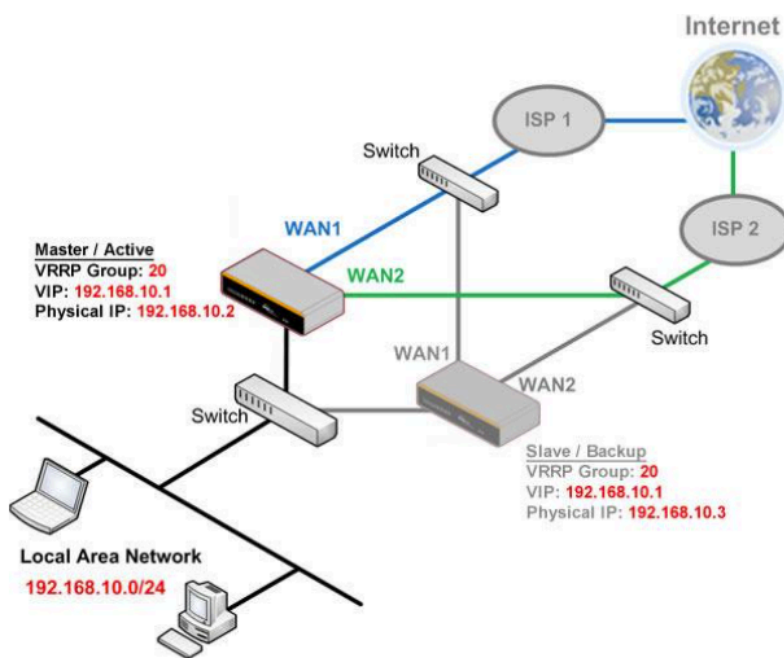 Internet
ISP 1
Switch
WAN1
ISP 2
Master / Active
VRRP Group: 20
VIP: 192.168.10.1
Physical IP: 192.168.10.2
WAN2
Switch
WAN1
WAN2
Switch
Slave / Backup
VRRP Group: 20
VIP: 192.168.10.1
Physical IP: 192.168.10.3
Local Area Network
192.168.10.0/24